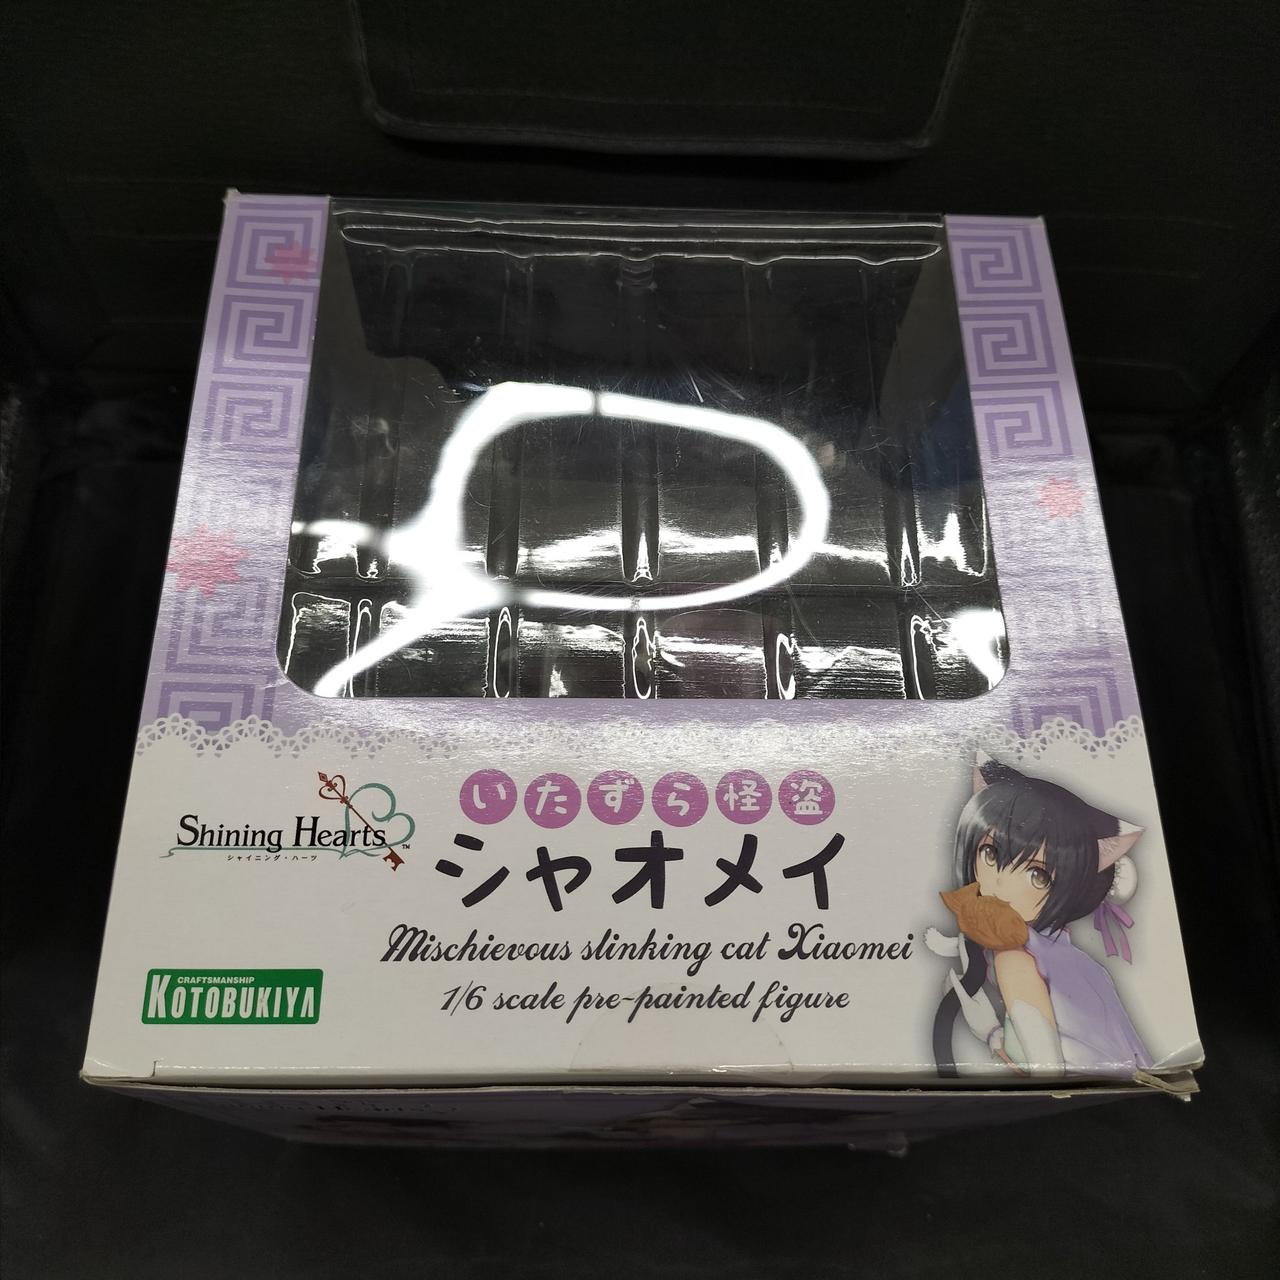 いたずら怪盗
Shining Hearts™
シャイニング・ハーツ
シャオメイ
Mischievous slinking cat Xiaomei
1/6 scale pre-painted figure
CRAFTSMANSHIP
KOTOBUKIYA